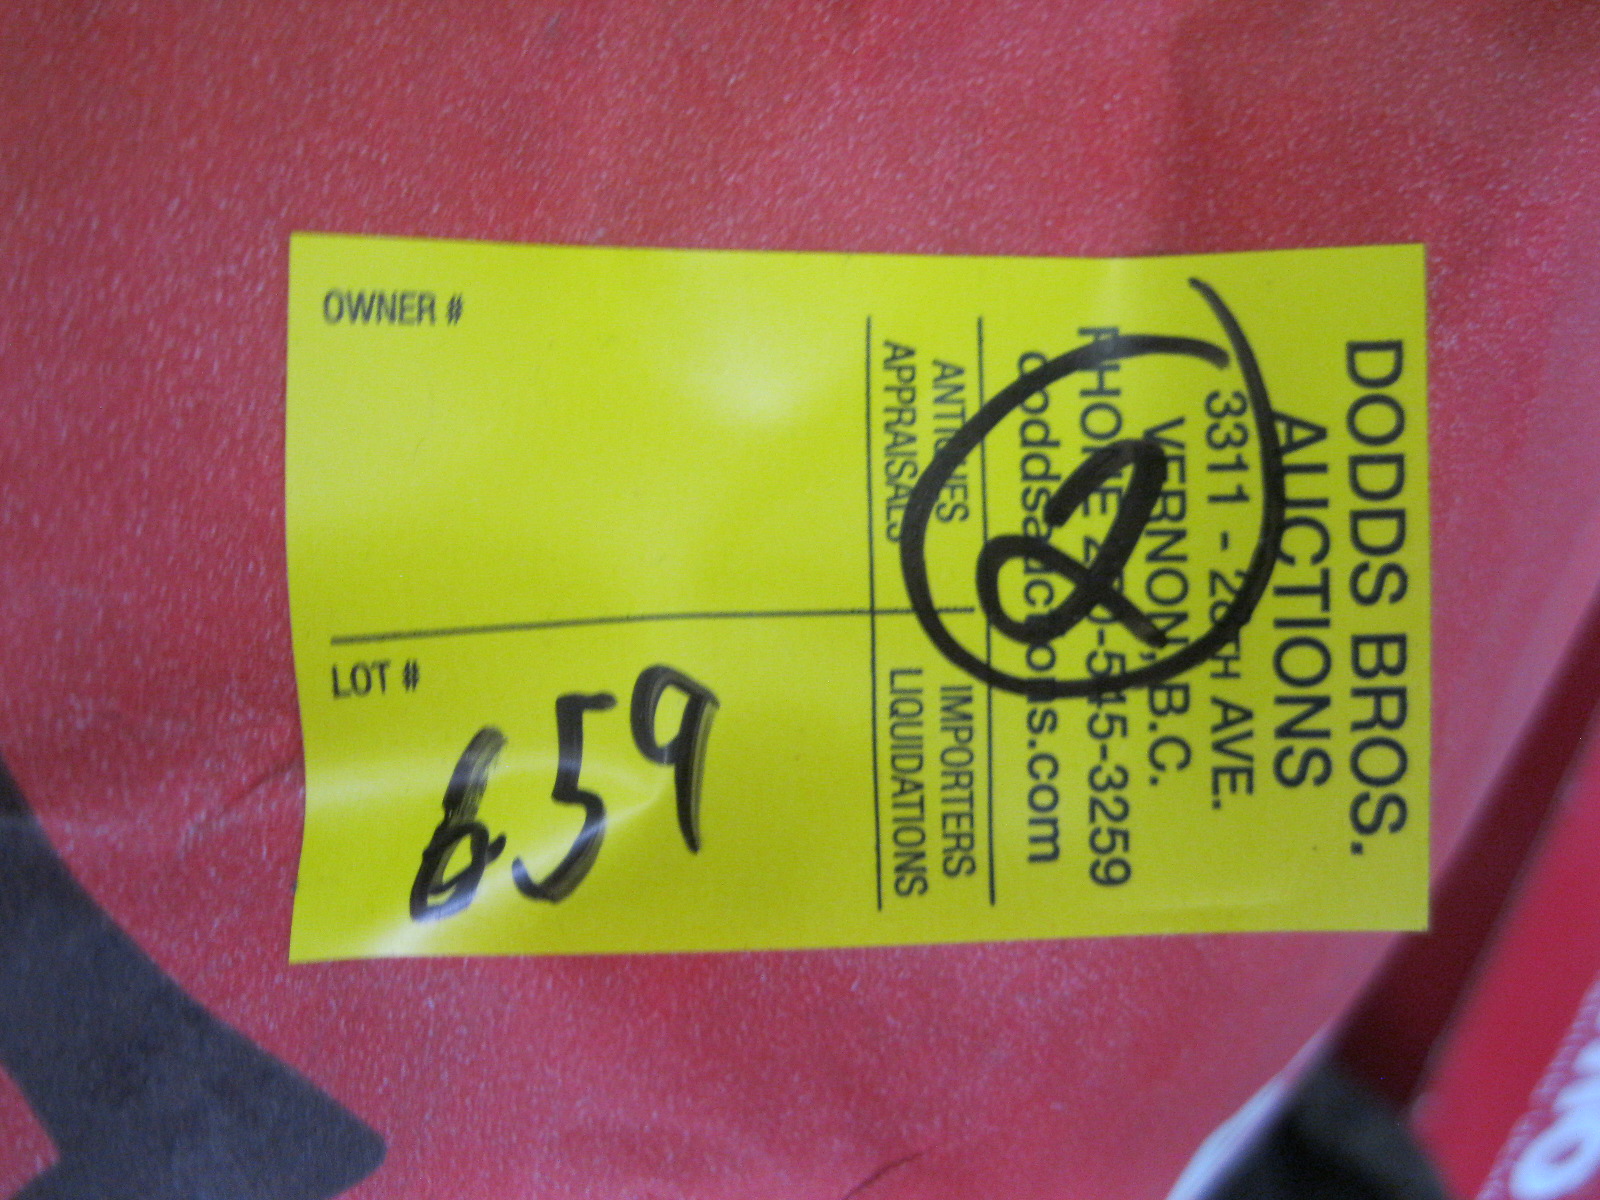 DODDS BROS.
AUCTIONS
3311 - 28TH AVE.
VERNON, B.C.
PHONE 250-545-3259
doddsauctions.com
ANTIQUES | IMPORTERS
APPRAISALS LIQUIDATIONS
2
OWNER #
LOT #
659